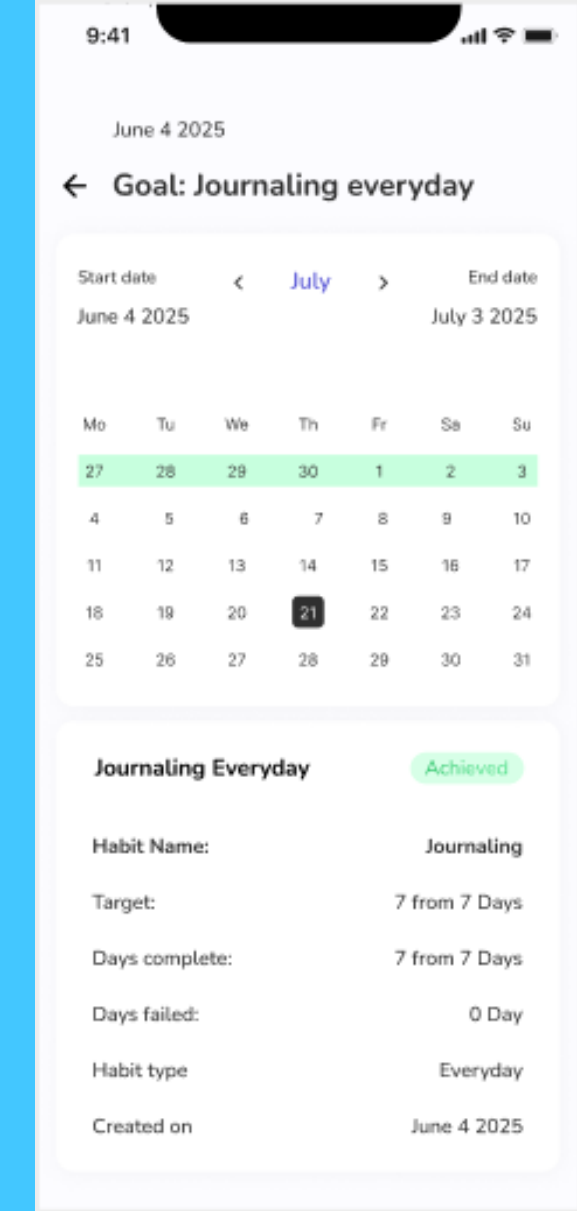 9:41
June 4 2025
← Goal: Journaling everyday
Start date < July > End date
June 4 2025 July 3 2025
Mo Tu We Th Fr Sa Su
27 28 29 30 1 2 3
4 5 6 7 8 9 10
11 12 13 14 15 16 17
18 19 20 21 22 23 24
25 26 27 28 29 30 31
Journaling Everyday Achieved
Habit Name: Journaling
Target: 7 from 7 Days
Days complete: 7 from 7 Days
Days failed: 0 Day
Habit type Everyday
Created on June 4 2025